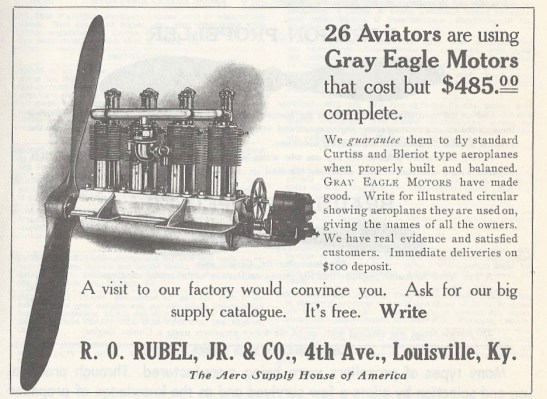 26 Aviators are using
Gray Eagle Motors
that cost but $485.00
complete.
We guarantee them to fly standard
Curtiss and Bleriot type aeroplanes
when properly built and balanced.
GRAY EAGLE MOTORS have made
good. Write for illustrated circular
showing aeroplanes they are used on,
giving the names of all the owners.
We have real evidence and satisfied
customers. Immediate deliveries on
$100 deposit.
A visit to our factory would convince you. Ask for our big
supply catalogue. It's free. Write
R. O. RUBEL, JR. & CO., 4th Ave., Louisville, Ky.
The Aero Supply House of America